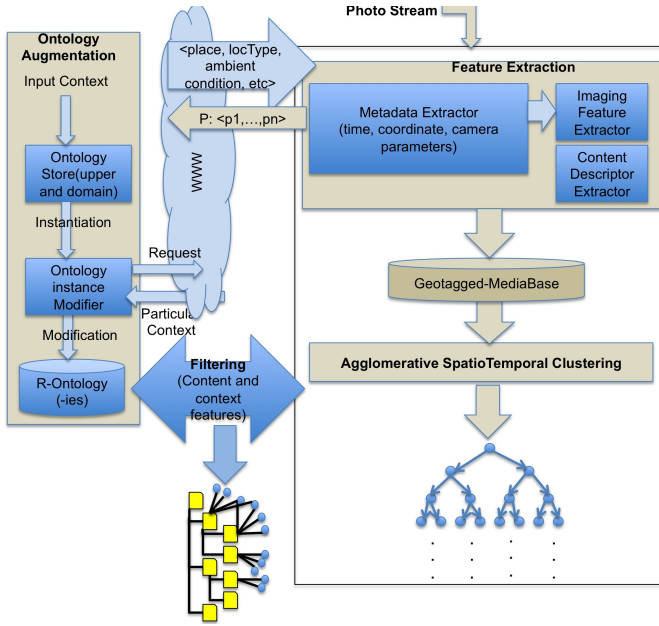 Photo Stream
Ontology
Augmentation
Input Context
Ontology
Store(upper
and domain)
Instantiation
Ontology
instance
Modifier
Modification
R-Ontology
(-ies)
<place, locType,
ambient
condition, etc>
P: <p1,…,pn>
WWW
Request
Particula
Context
Filtering
(Content and
context
features)
Feature Extraction
Metadata Extractor
(time, coordinate, camera
parameters)
Imaging
Feature
Extractor
Content
Descriptor
Extractor
Geotagged-MediaBase
Agglomerative SpatioTemporal Clustering